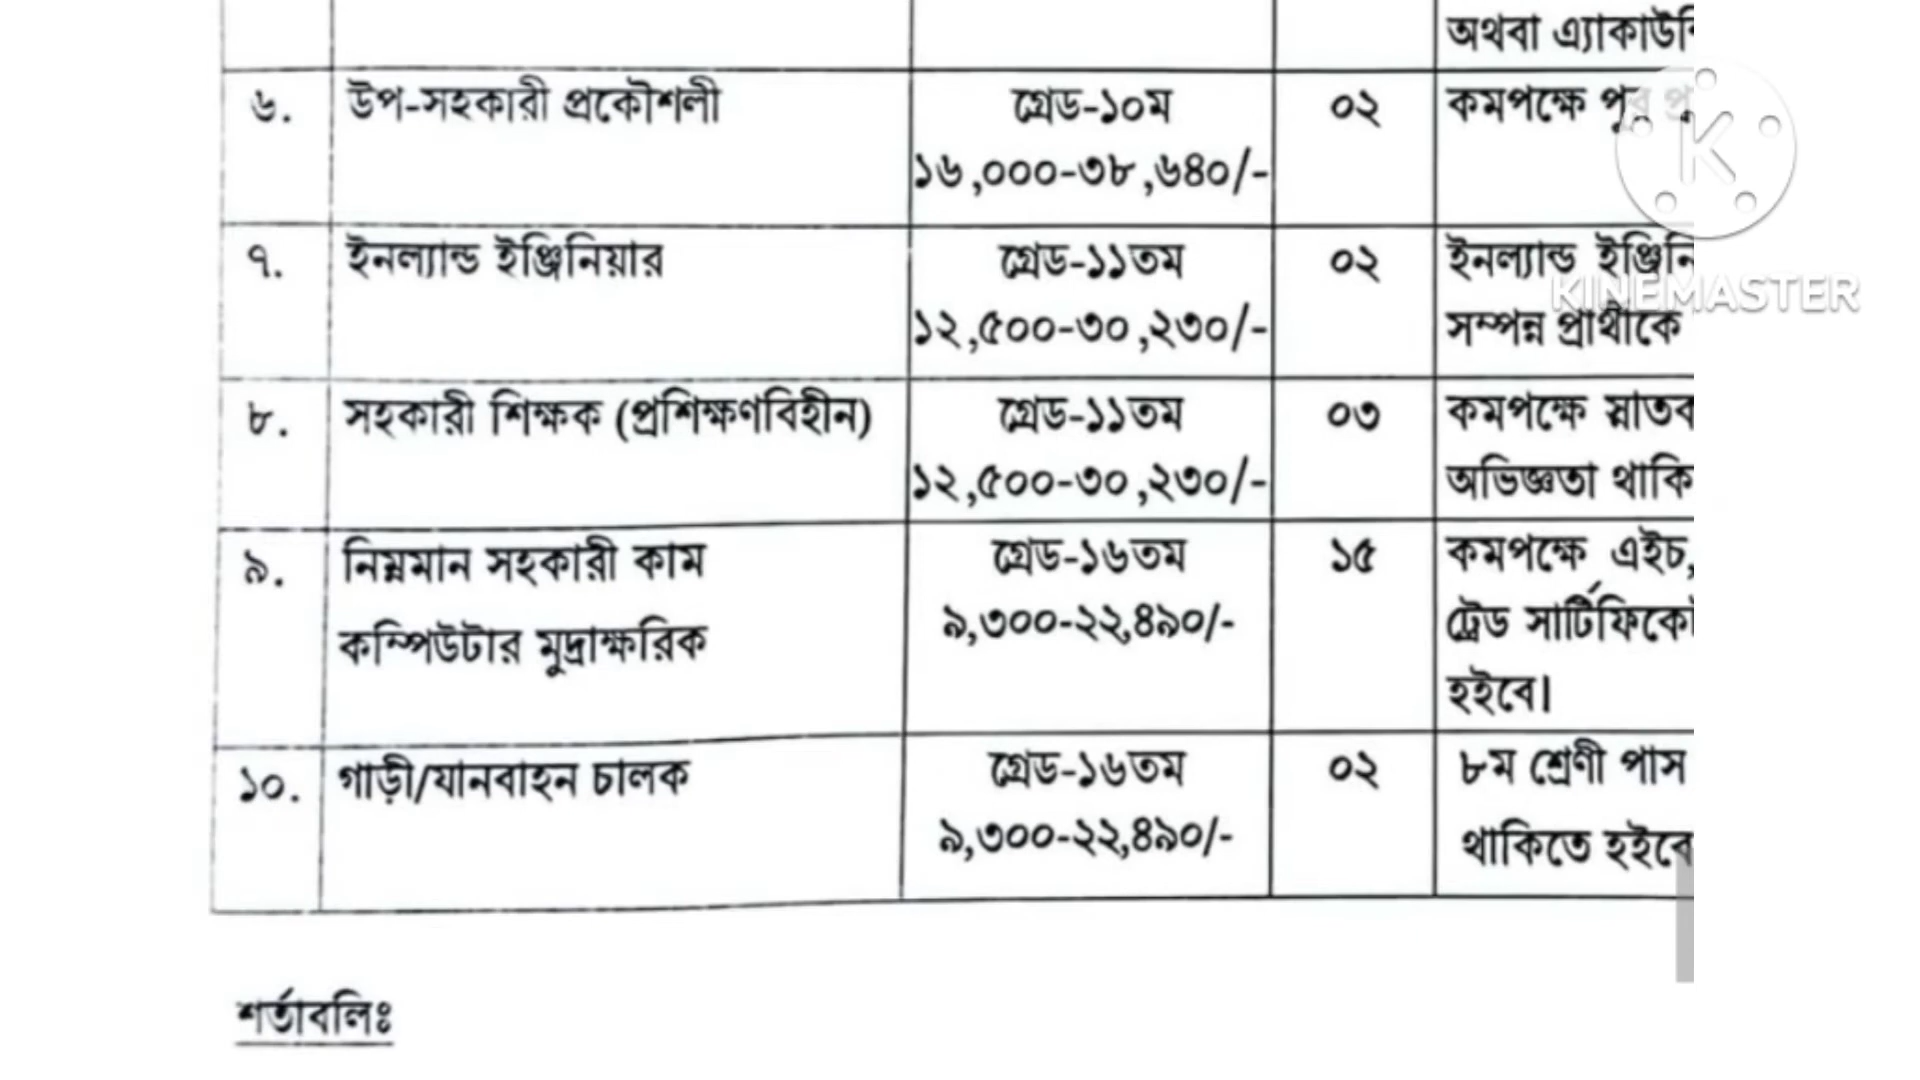 অথবা
৬. উপ-সহকারী প্রকৌশলী গ্রেড-১০ম ০২ কমপক্ষে
১৬,০০০-৩৮,৬৪০/-
৭. ইনল্যান্ড ইঞ্জিনিয়ার গ্রেড-১১তম ০২ ইনল্যান্ড
১২,৫০০-৩০,২৩০/- সম্পন্ন প্রার্থীকে
৮. সহকারী শিক্ষক (প্রশিক্ষণবিহীন) গ্রেড-১১তম ০৩ কমপক্ষে
১২,৫০০-৩০,২৩০/- অভিজ্ঞতা
৯. নিম্নমান সহকারী কাম গ্রেড-১৬তম ১৫ কমপক্ষে এইচ,
কম্পিউটার মুদ্রাক্ষরিক ৯,৩০০-২২,৪৯০/- ট্রেড
হইবে।
১০. গাড়ী/যানবাহন চালক গ্রেড-১৬তম ০২ ৮ম শ্রেণী পাস
৯,৩০০-২২,৪৯০/- থাকিতে হইবে
শর্তাবলিঃ
K
KINEMASTER